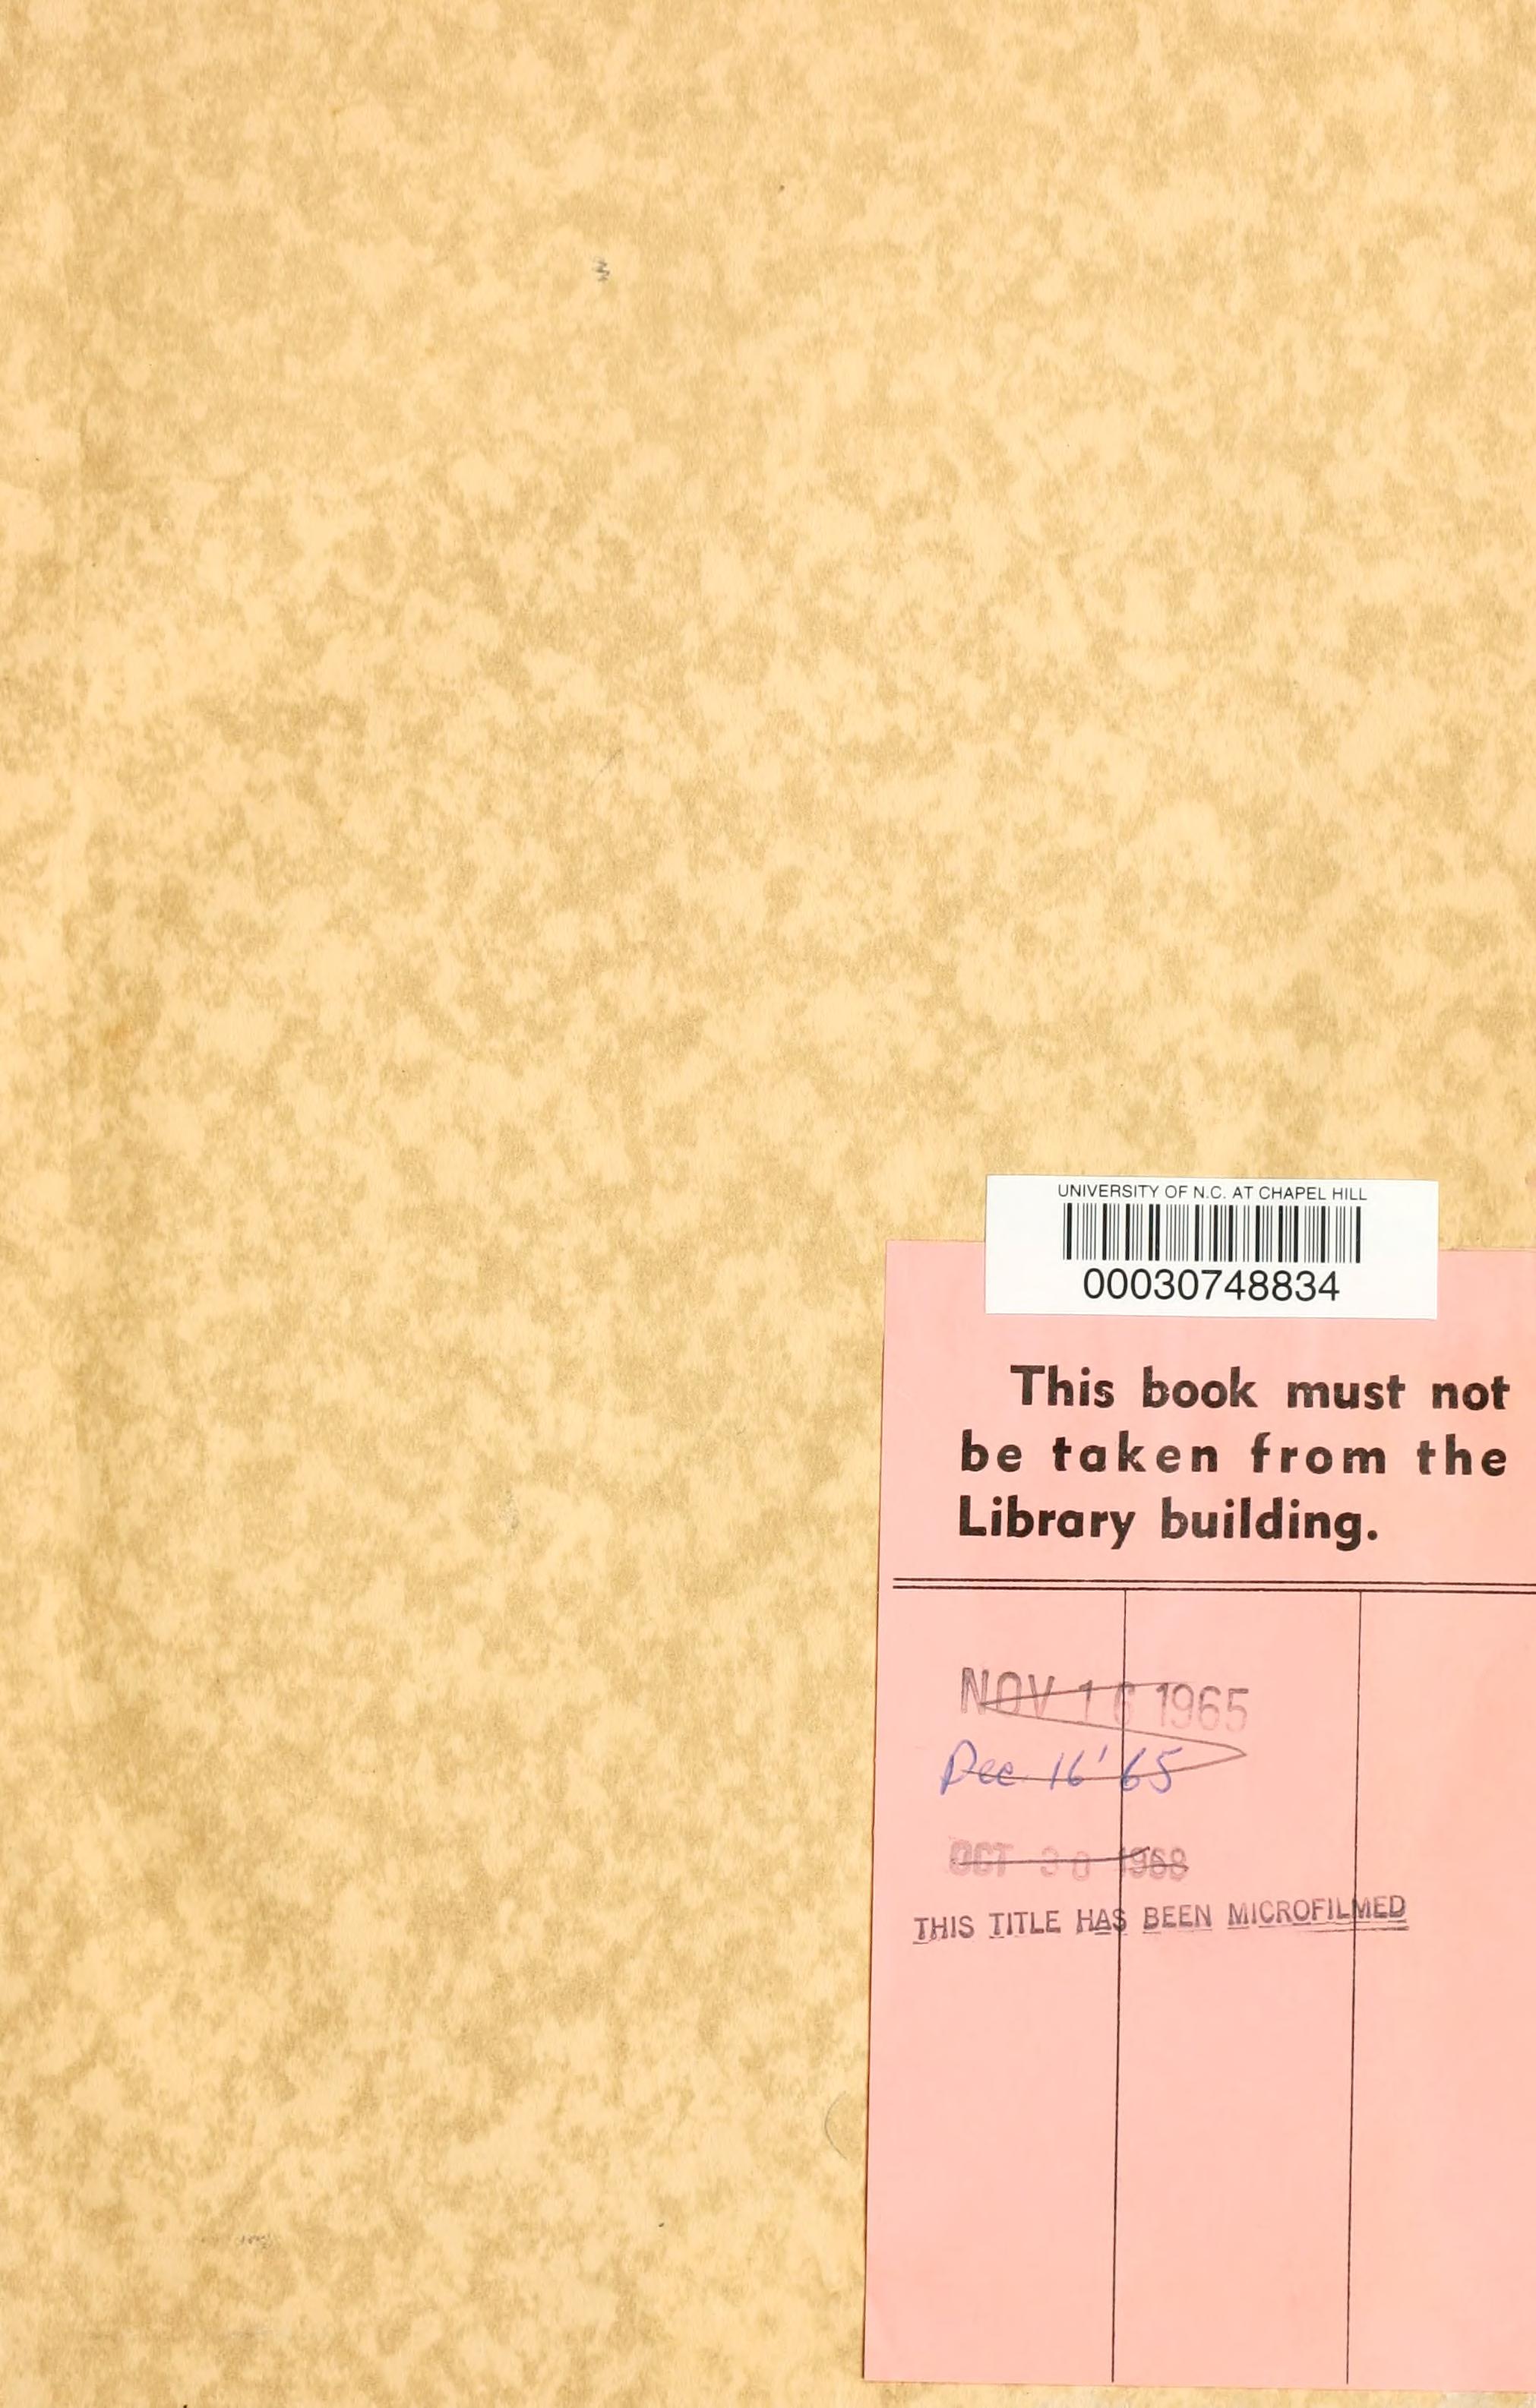 UNIVERSITY OF N.C. AT CHAPEL HILL
00030748834
This book must not
be taken from the
Library building.
NOV 16 1965
Dec 16' 65
OCT 30 1968
THIS TITLE HAS BEEN MICROFILMED